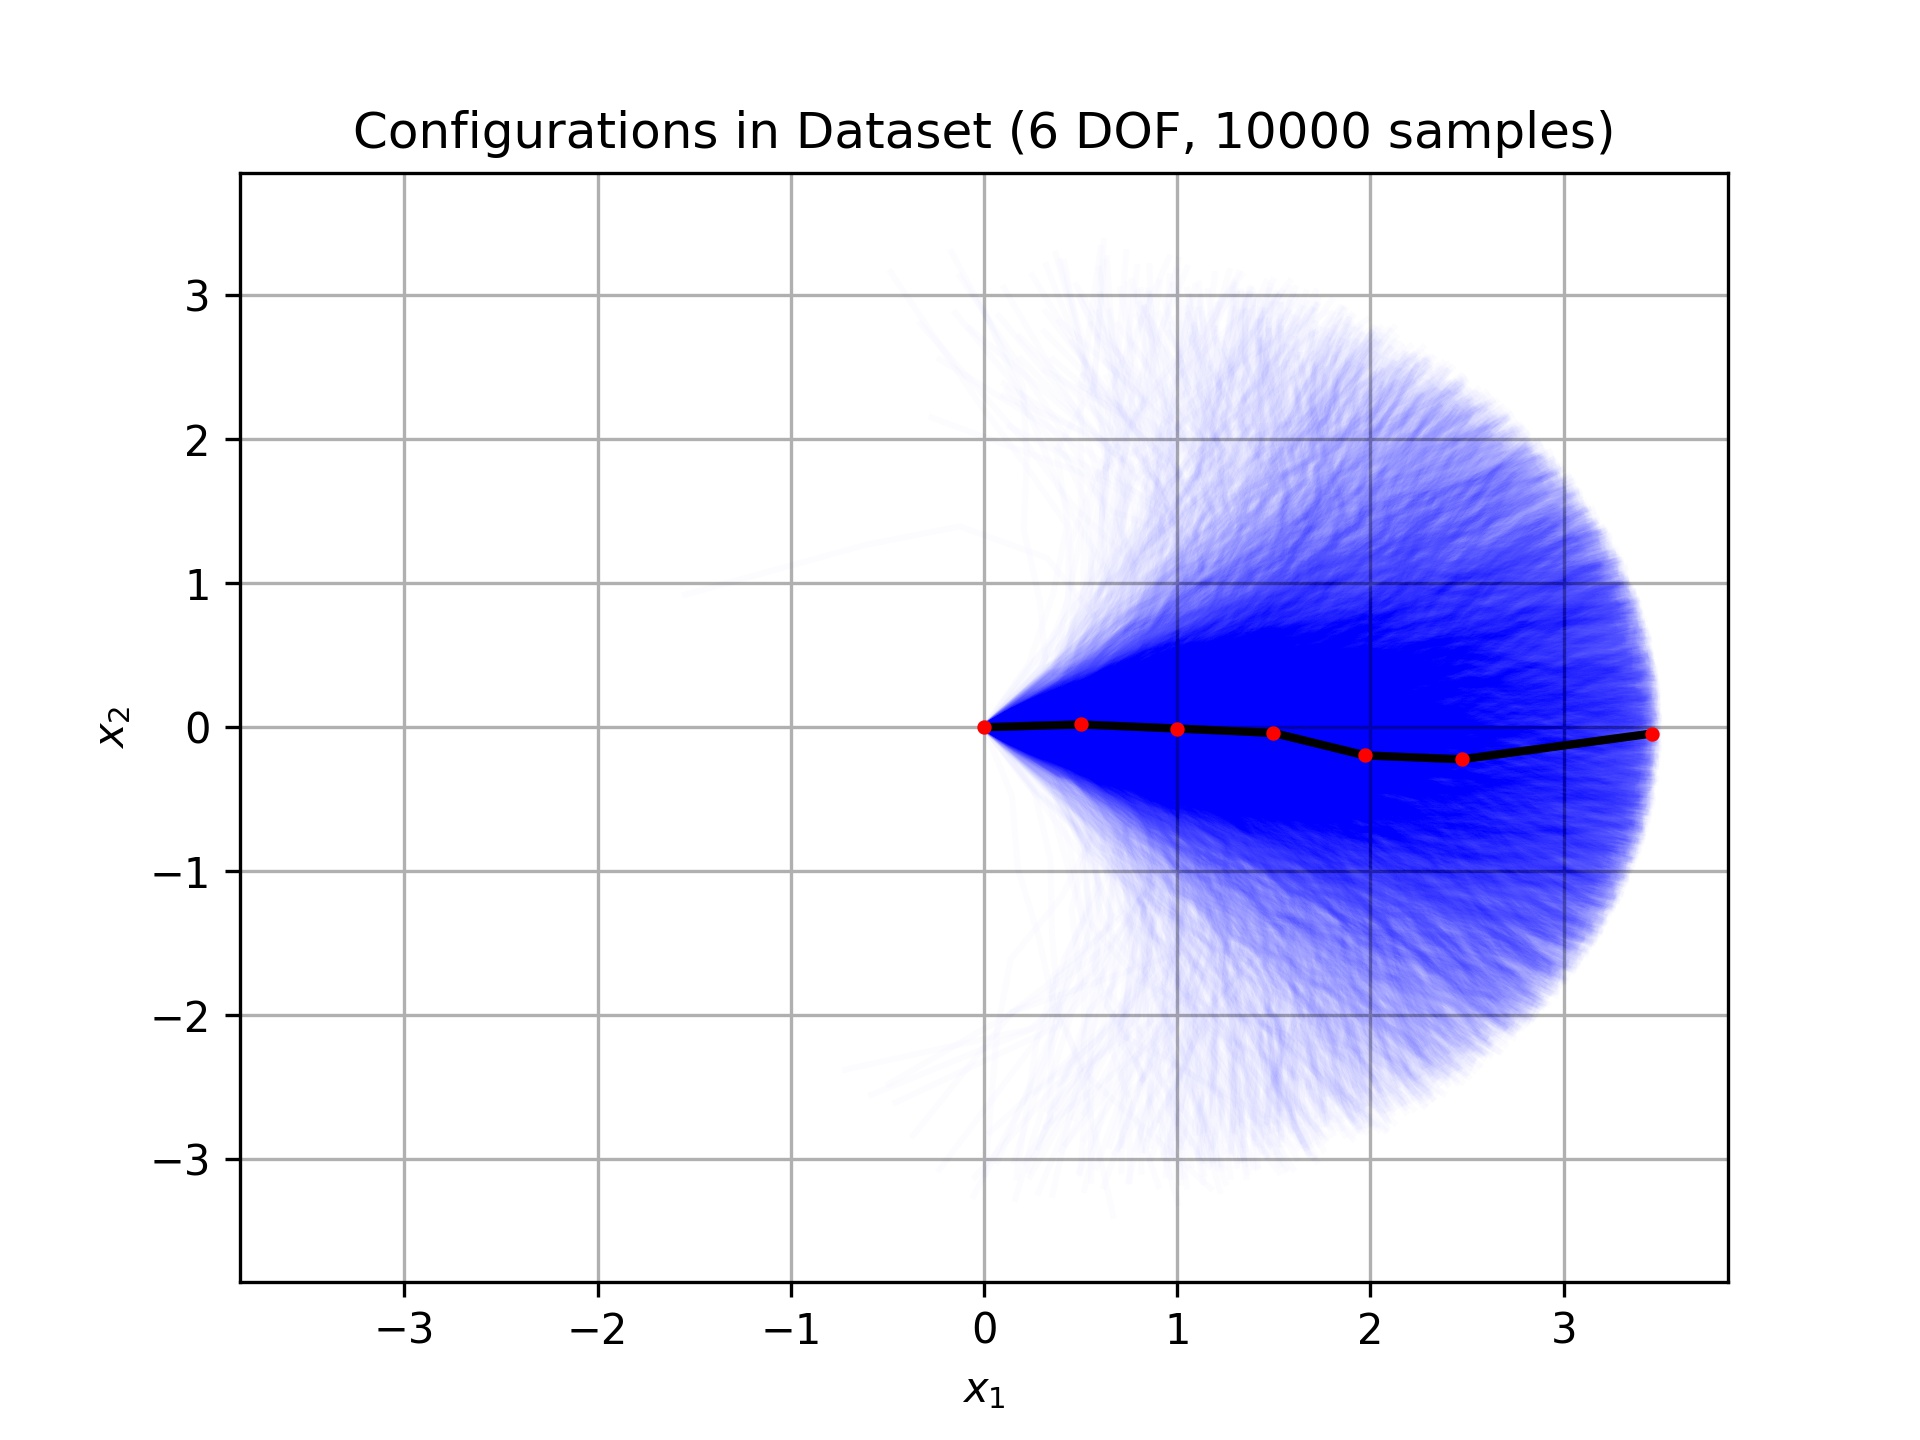 Configurations in Dataset (6 DOF, 10000 samples)
3
2
1
0
−1
−2
−3
x₂
−3 −2 −1 0 1 2 3
x₁